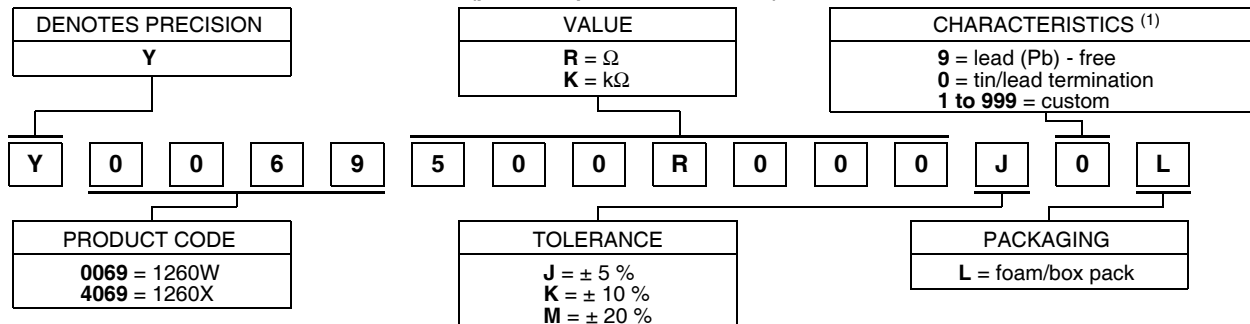 DENOTES PRECISION
Y
VALUE
R = Ω
K = kΩ
CHARACTERISTICS (1)
9 = lead (Pb) - free
0 = tin/lead termination
1 to 999 = custom
Y 0 0 6 9 5 0 0 R 0 0 0 J 0 L
PRODUCT CODE
0069 = 1260W
4069 = 1260X
TOLERANCE
J = ± 5 %
K = ± 10 %
M = ± 20 %
PACKAGING
L = foam/box pack